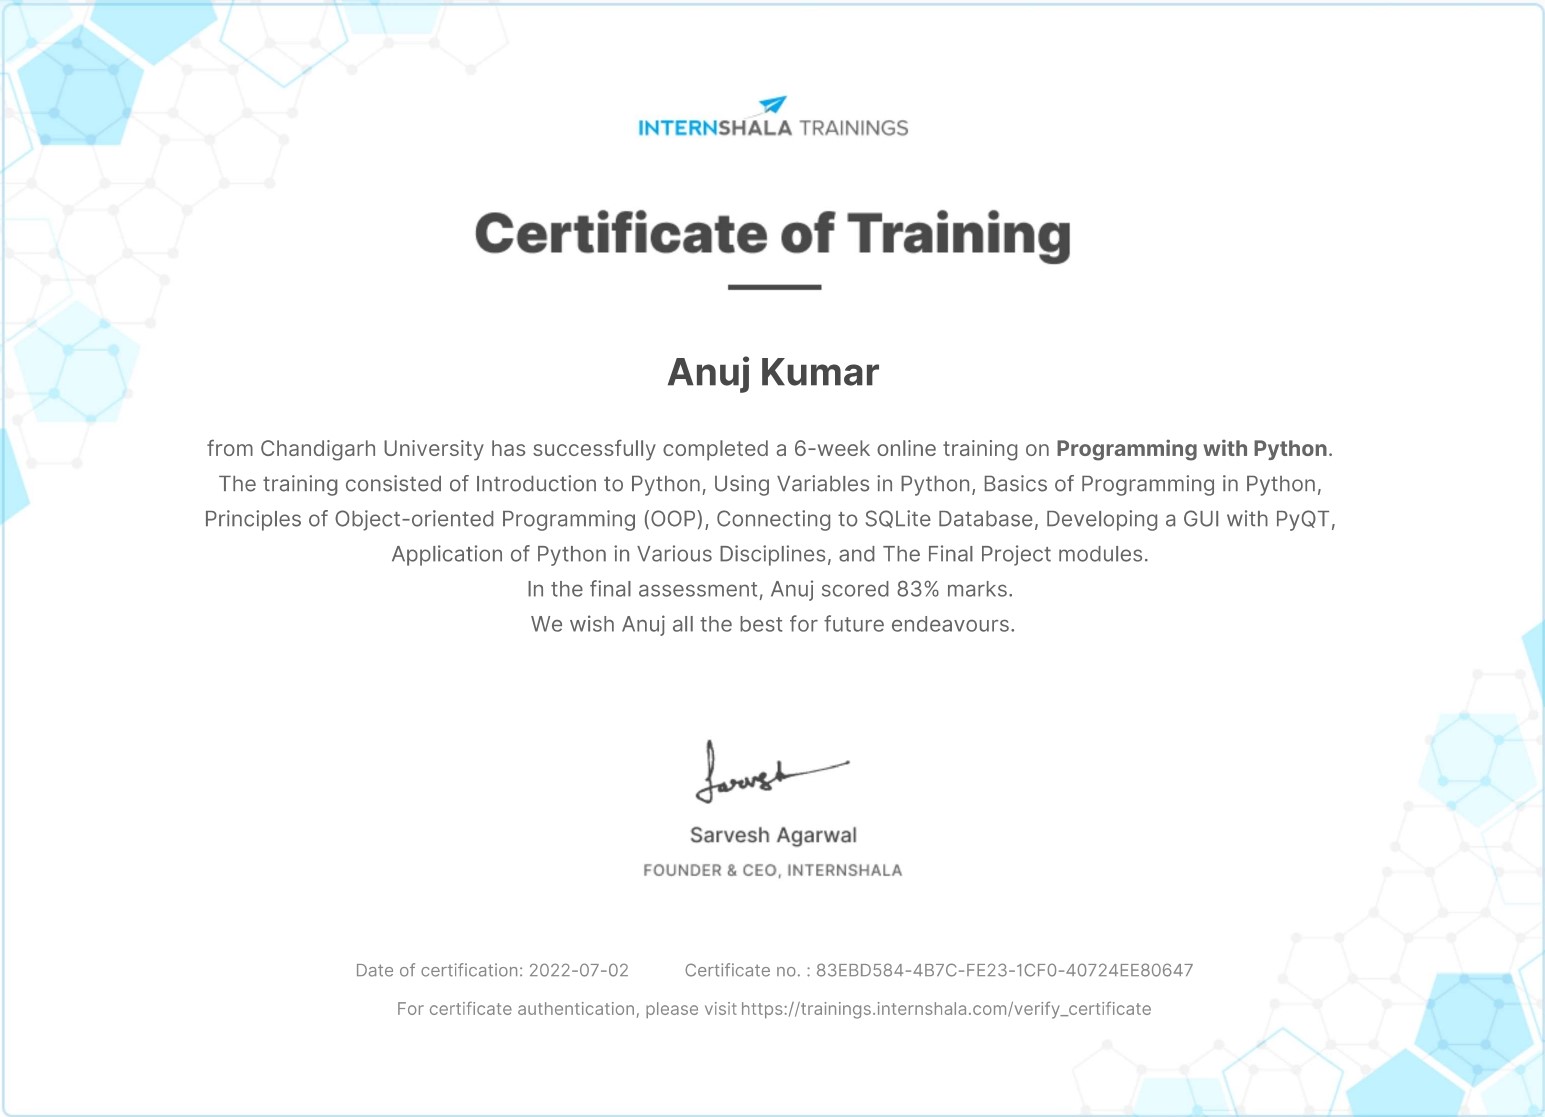 INTERNSHALA TRAININGS
Certificate of Training
Anuj Kumar
from Chandigarh University has successfully completed a 6-week online training on Programming with Python.
The training consisted of Introduction to Python, Using Variables in Python, Basics of Programming in Python,
Principles of Object-oriented Programming (OOP), Connecting to SQLite Database, Developing a GUI with PyQT,
Application of Python in Various Disciplines, and The Final Project modules.
In the final assessment, Anuj scored 83% marks.
We wish Anuj all the best for future endeavours.
Sarvesh
Sarvesh Agarwal
FOUNDER & CEO, INTERNSHALA
Date of certification: 2022-07-02 Certificate no. : 83EBD584-4B7C-FE23-1CF0-40724EE80647
For certificate authentication, please visit https://trainings.internshala.com/verify_certificate